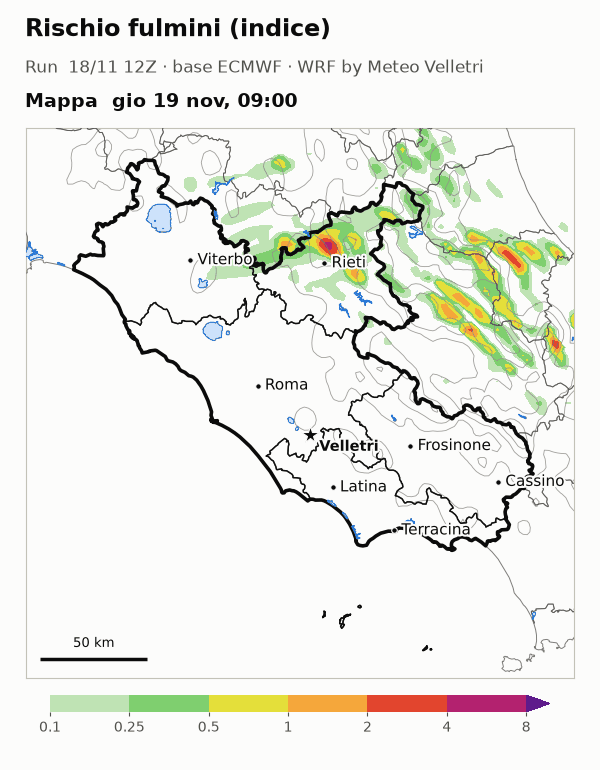 Rischio fulmini (indice)
Run  18/11 12Z · base ECMWF · WRF by Meteo Velletri
Mappa  gio 19 nov, 09:00
Viterbo
Rieti
Roma
Velletri
Frosinone
Latina
Cassino
Terracina
50 km
0.1 0.25 0.5 1 2 4 8